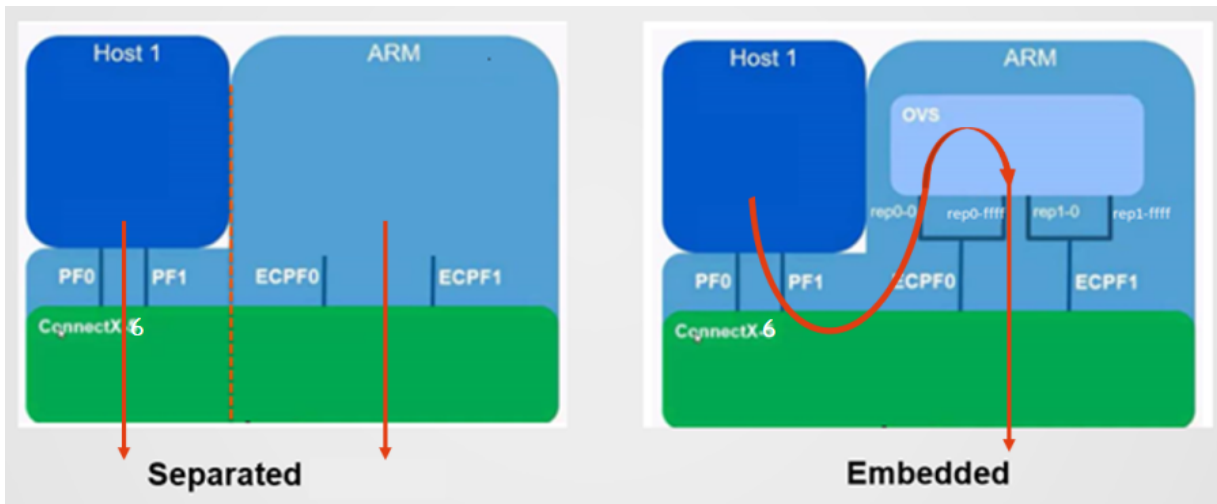 Host 1
ARM
PF0
PF1
ECPF0
ECPF1
ConnectX-6
Separated
Host 1
ARM
OVS
rep0-0
rep0-ffff
rep1-0
rep1-ffff
PF0
PF1
ECPF0
ECPF1
ConnectX-6
Embedded